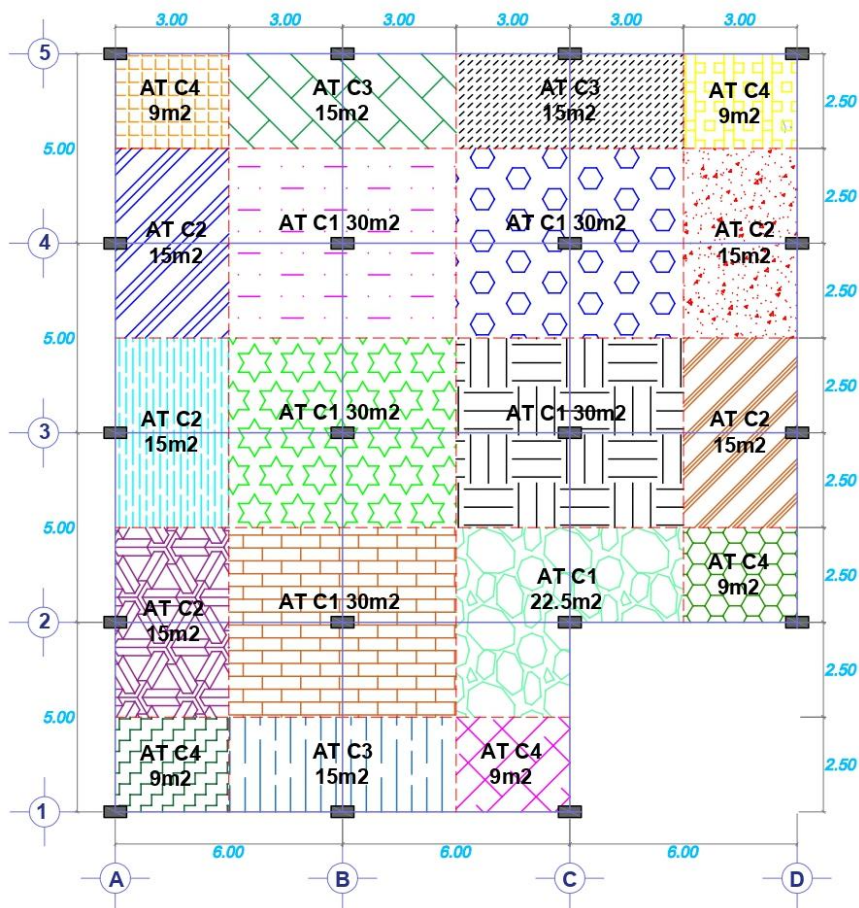 3.00 3.00 3.00 3.00 3.00
5
AT C4
9m2
AT C3
15m2
AT C3
15m2
AT C4
9m2
2.50
5.00
AT C2
15m2
AT C1 30m2
AT C1 30m2
AT C2
15m2
2.50
4
2.50
5.00
AT C2
15m2
AT C1 30m2
AT C1 30m2
AT C2
15m2
2.50
3
2.50
5.00
AT C2
15m2
AT C1 30m2
AT C1
22.5m2
AT C4
9m2
2.50
2
2.50
5.00
AT C4
9m2
AT C3
15m2
AT C4
9m2
2.50
1
6.00 6.00 6.00
A B C D